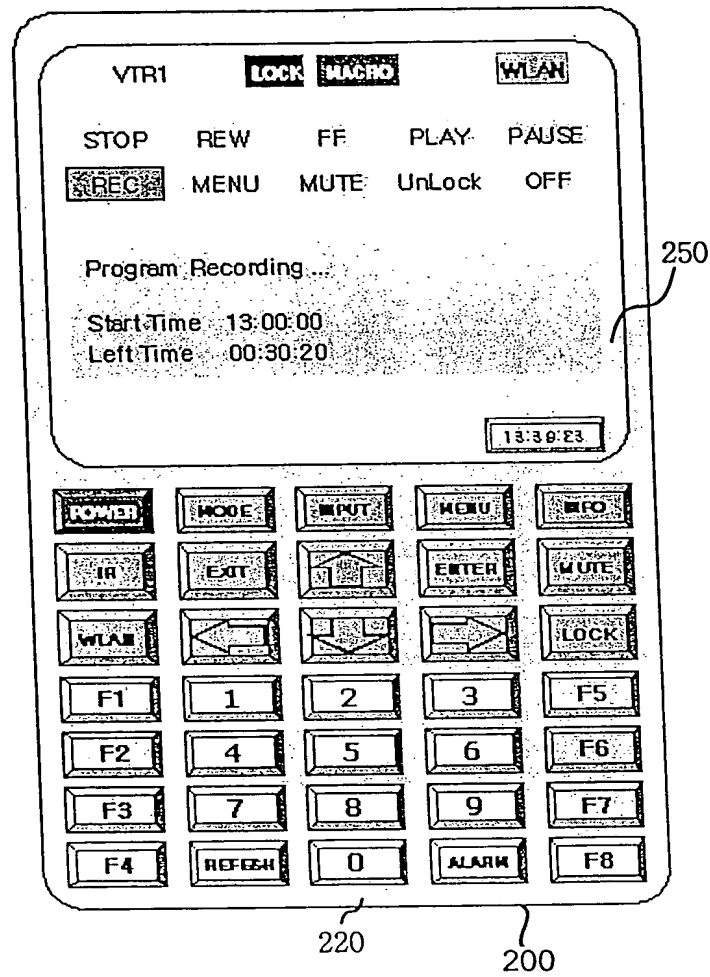 VTR1 LOCK MACRO WLAN
STOP REW FF PLAY PAUSE
REC MENU MUTE UnLock OFF
Program Recording ...
250
Start Time 13:00:00
Left Time 00:30:20
POWER MODE INPUT MENU INFO
IR EXIT ENTER MUTE
WLAN LOCK
F1 1 2 3 F5
F2 4 5 6 F6
F3 7 8 9 F7
F4 REFESH 0 ALARM F8
220 200